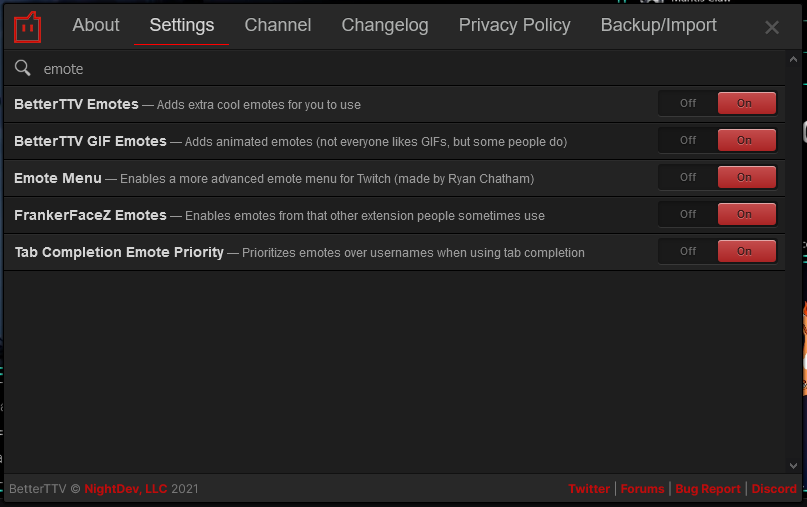 Mantis Claw
About Settings Channel Changelog Privacy Policy Backup/Import
emote
BetterTTV Emotes — Adds extra cool emotes for you to use Off On
BetterTTV GIF Emotes — Adds animated emotes (not everyone likes GIFs, but some people do) Off On
Emote Menu — Enables a more advanced emote menu for Twitch (made by Ryan Chatham) Off On
FrankerFaceZ Emotes — Enables emotes from that other extension people sometimes use Off On
Tab Completion Emote Priority — Prioritizes emotes over usernames when using tab completion Off On
BetterTTV © NightDev, LLC 2021 Twitter | Forums | Bug Report | Discord